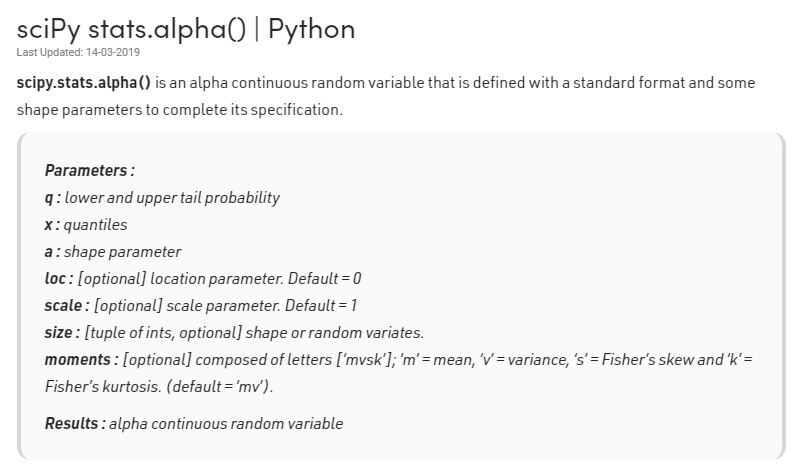 sciPy stats.alpha() | Python
Last Updated: 14-03-2019
scipy.stats.alpha() is an alpha continuous random variable that is defined with a standard format and some
shape parameters to complete its specification.
Parameters :
q : lower and upper tail probability
x : quantiles
a : shape parameter
loc : [optional] location parameter. Default = 0
scale : [optional] scale parameter. Default = 1
size : [tuple of ints, optional] shape or random variates.
moments : [optional] composed of letters [‘mvsk’]; ‘m’ = mean, ‘v’ = variance, ‘s’ = Fisher’s skew and ‘k’ =
Fisher’s kurtosis. (default = ‘mv’).
Results : alpha continuous random variable